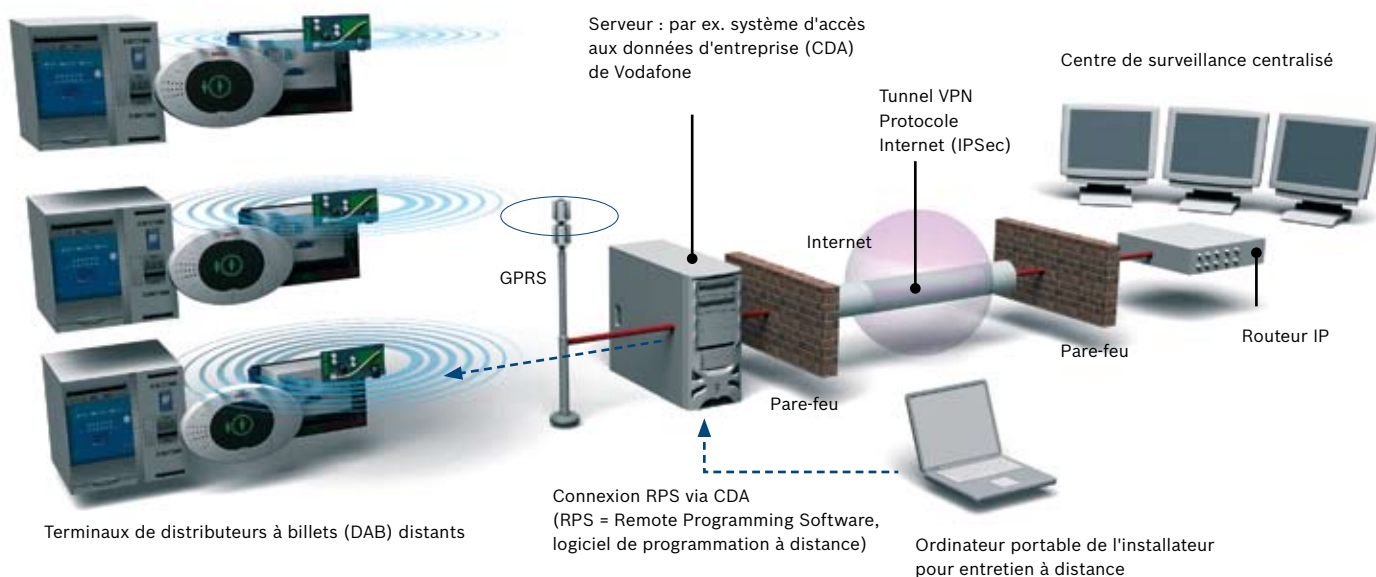 Serveur : par ex. système d'accès
aux données d'entreprise (CDA)
de Vodafone
Centre de surveillance centralisé
Tunnel VPN
Protocole
Internet (IPSec)
Internet
GPRS
Routeur IP
Pare-feu
Pare-feu
Connexion RPS via CDA
(RPS = Remote Programming Software,
logiciel de programmation à distance)
Terminaux de distributeurs à billets (DAB) distants
Ordinateur portable de l'installateur
pour entretien à distance